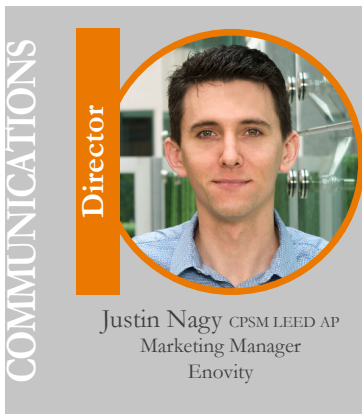 COMMUNICATIONS
Director
Justin Nagy CPSM LEED AP
Marketing Manager
Enovity